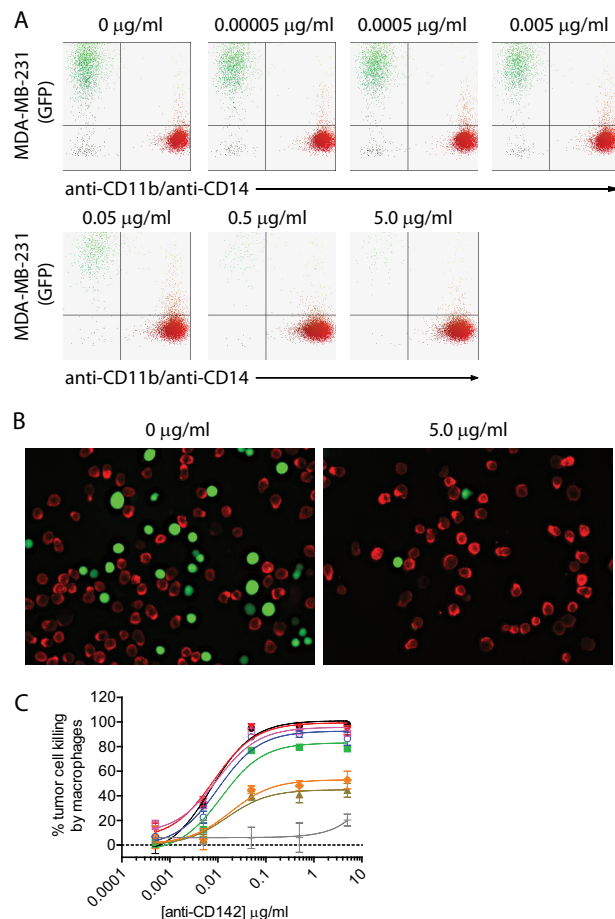 A
0 μg/ml
0.00005 μg/ml
0.0005 μg/ml
0.005 μg/ml
MDA-MB-231
(GFP)
anti-CD11b/anti-CD14
0.05 μg/ml
0.5 μg/ml
5.0 μg/ml
MDA-MB-231
(GFP)
anti-CD11b/anti-CD14
B
0 μg/ml
5.0 μg/ml
C
% tumor cell killing
by macrophages
120
100
80
60
40
20
0
0.0001
0.001
0.01
0.1
1
10
[anti-CD142] μg/ml